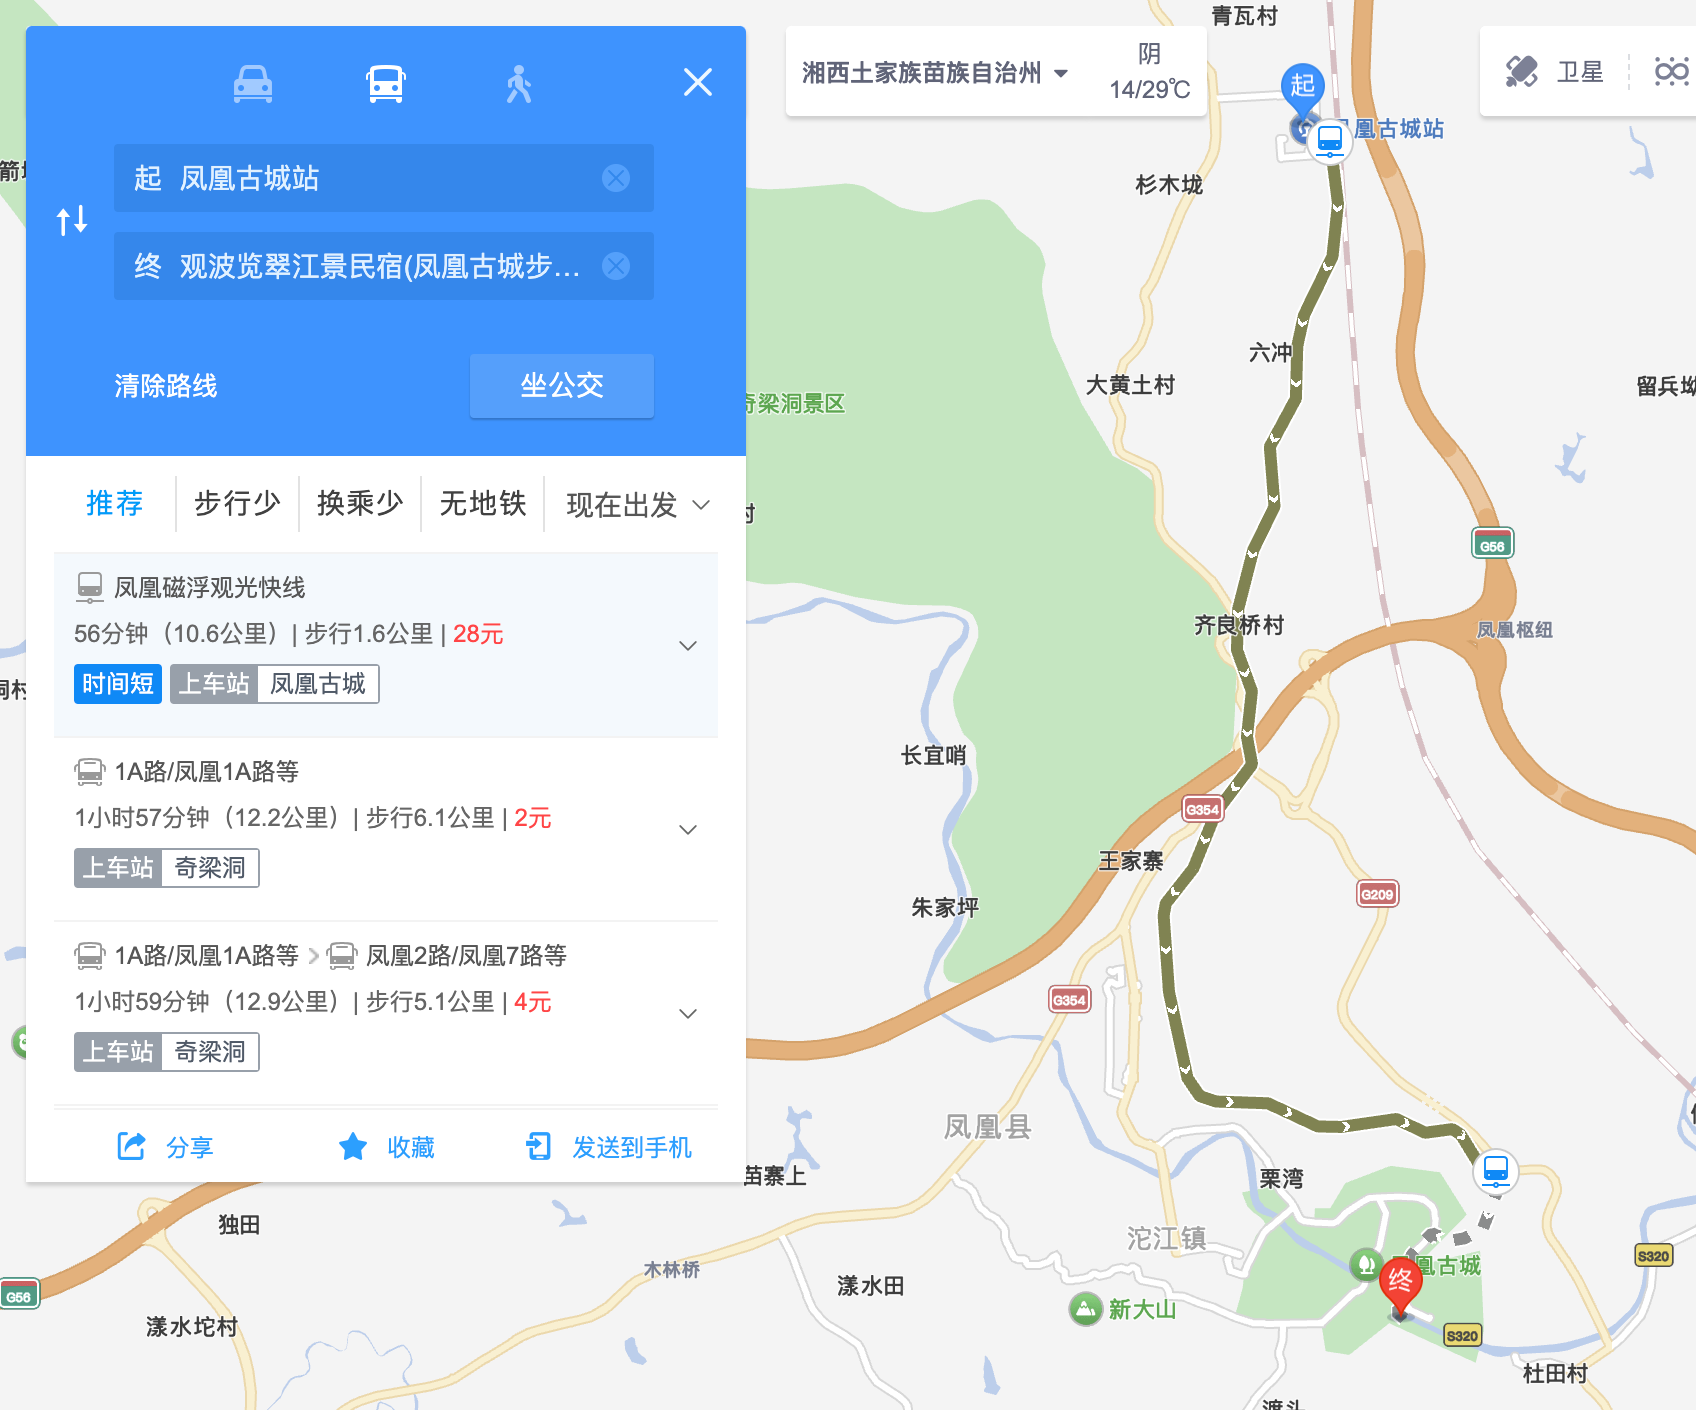 起 凤凰古城站
终 观波览翠江景民宿(凤凰古城步...
清除路线
坐公交
推荐
步行少
换乘少
无地铁
现在出发
凤凰磁浮观光快线
56分钟（10.6公里）| 步行1.6公里 | 28元
时间短
上车站 凤凰古城
1A路/凤凰1A路等
1小时57分钟（12.2公里）| 步行6.1公里 | 2元
上车站 奇梁洞
1A路/凤凰1A路等 > 凤凰2路/凤凰7路等
1小时59分钟（12.9公里）| 步行5.1公里 | 4元
上车站 奇梁洞
分享
收藏
发送到手机
湘西土家族苗族自治州
阴
14/29℃
卫星
青瓦村
起
凰古城站
杉木垅
六冲
大黄土村
留兵坳
奇梁洞景区
村
G56
凤凰枢纽
齐良桥村
长宜哨
G354
王家寨
G209
朱家坪
G354
凤凰县
苗寨上
栗湾
沱江镇
独田
木林桥
漾水田
新大山
凰古城
终
S320
S320
G56
漾水坨村
杜田村
渡头
洞村